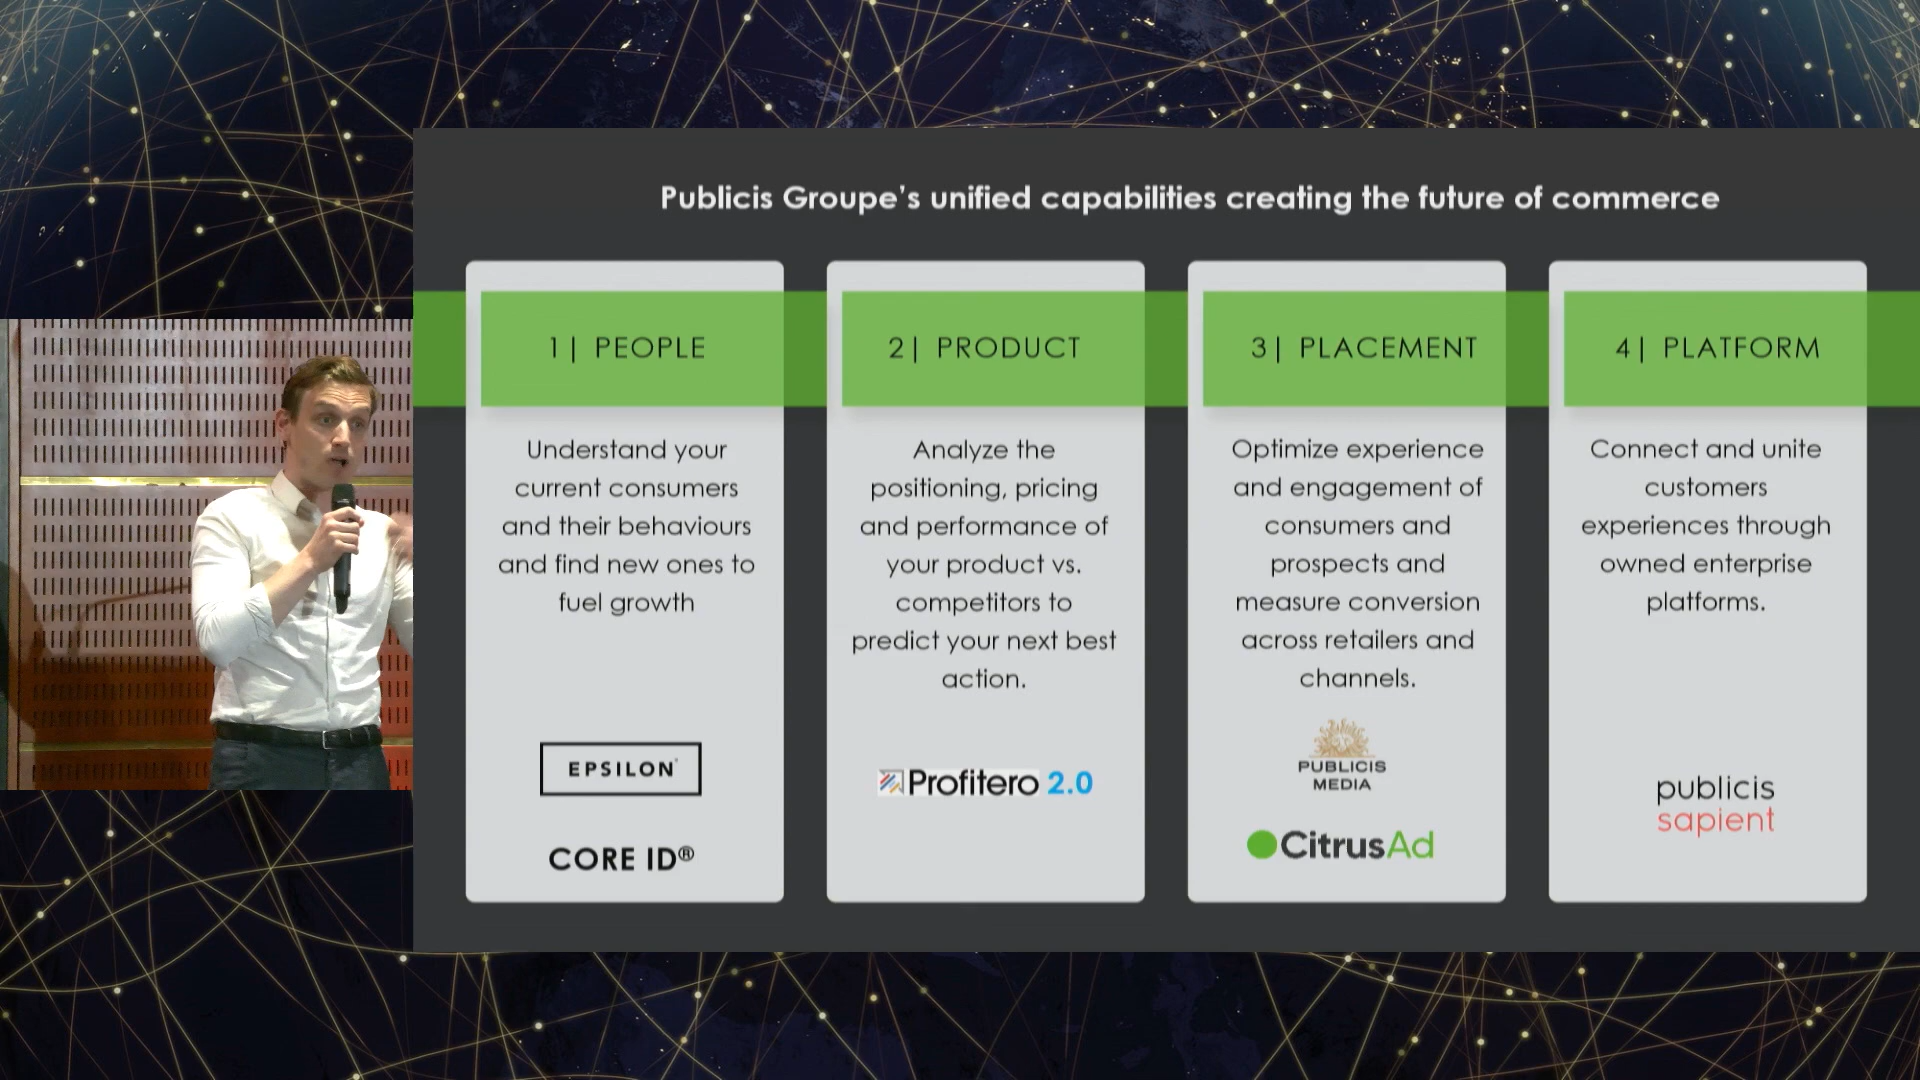 Publicis Groupe's unified capabilities creating the future of commerce
1| PEOPLE
Understand your
current consumers
and their behaviours
and find new ones to
fuel growth
EPSILON
CORE ID®
2| PRODUCT
Analyze the
positioning, pricing
and performance of
your product vs.
competitors to
predict your next best
action.
Profitero 2.0
3| PLACEMENT
Optimize experience
and engagement of
consumers and
prospects and
measure conversion
across retailers and
channels.
PUBLICIS
MEDIA
CitrusAd
4| PLATFORM
Connect and unite
customers
experiences through
owned enterprise
platforms.
publicis
sapient